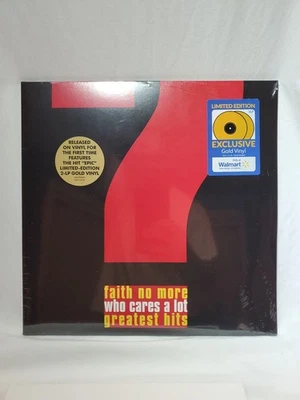 RELEASED
ON VINYL FOR
THE FIRST TIME
FEATURES
THE HIT "EPIC"
LIMITED-EDITION
2-LP GOLD VINYL
LIMITED EDITION
EXCLUSIVE
Gold Vinyl
Walmart
7
faith no more
who cares a lot
greatest hits